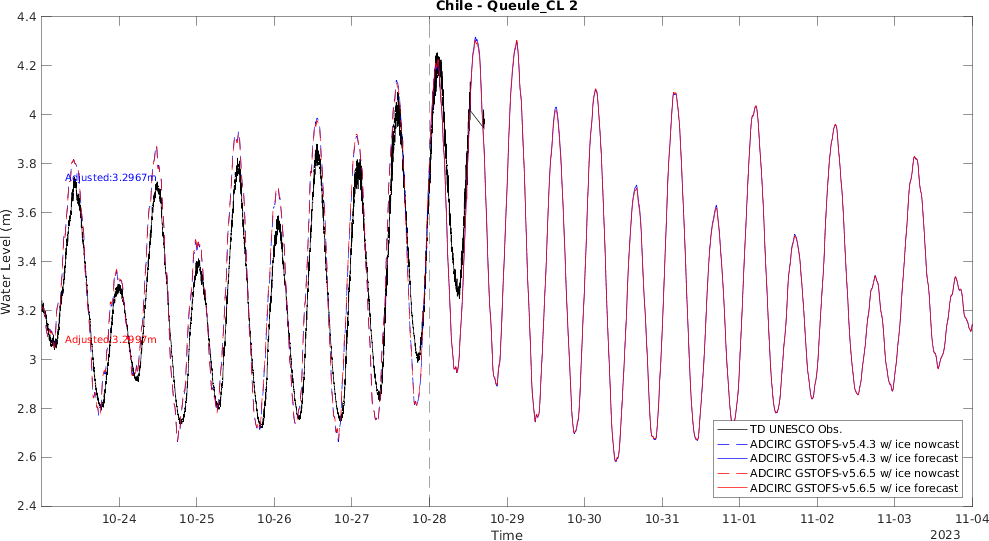 Chile - Queule_CL 2
4.4
4.2
4
3.8
3.6
3.4
3.2
3
2.8
2.6
2.4
Water Level (m)
Adjusted:3.2967m
Adjusted:3.2997m
TD UNESCO Obs.
ADCIRC GSTOFS-v5.4.3 w/ ice nowcast
ADCIRC GSTOFS-v5.4.3 w/ ice forecast
ADCIRC GSTOFS-v5.6.5 w/ ice nowcast
ADCIRC GSTOFS-v5.6.5 w/ ice forecast
10-24 10-25 10-26 10-27 10-28 10-29 10-30 10-31 11-01 11-02 11-03 11-04
Time
2023